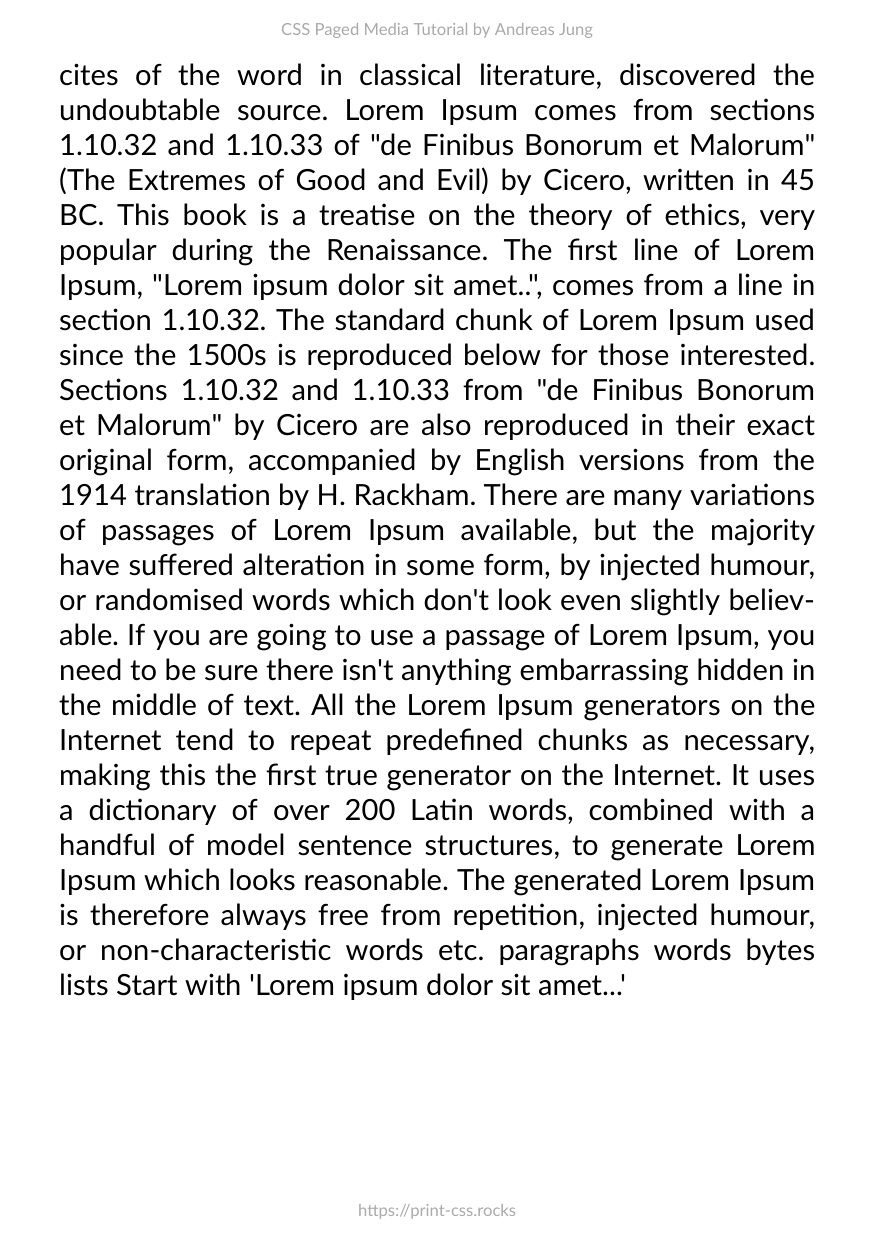 CSS Paged Media Tutorial by Andreas Jung
cites of the word in classical literature, discovered the
undoubtable source. Lorem Ipsum comes from sections
1.10.32 and 1.10.33 of "de Finibus Bonorum et Malorum"
(The Extremes of Good and Evil) by Cicero, written in 45
BC. This book is a treatise on the theory of ethics, very
popular during the Renaissance. The first line of Lorem
Ipsum, "Lorem ipsum dolor sit amet..", comes from a line in
section 1.10.32. The standard chunk of Lorem Ipsum used
since the 1500s is reproduced below for those interested.
Sections 1.10.32 and 1.10.33 from "de Finibus Bonorum
et Malorum" by Cicero are also reproduced in their exact
original form, accompanied by English versions from the
1914 translation by H. Rackham. There are many variations
of passages of Lorem Ipsum available, but the majority
have suffered alteration in some form, by injected humour,
or randomised words which don't look even slightly believ-
able. If you are going to use a passage of Lorem Ipsum, you
need to be sure there isn't anything embarrassing hidden in
the middle of text. All the Lorem Ipsum generators on the
Internet tend to repeat predefined chunks as necessary,
making this the first true generator on the Internet. It uses
a dictionary of over 200 Latin words, combined with a
handful of model sentence structures, to generate Lorem
Ipsum which looks reasonable. The generated Lorem Ipsum
is therefore always free from repetition, injected humour,
or non-characteristic words etc. paragraphs words bytes
lists Start with 'Lorem ipsum dolor sit amet...'
https://print-css.rocks